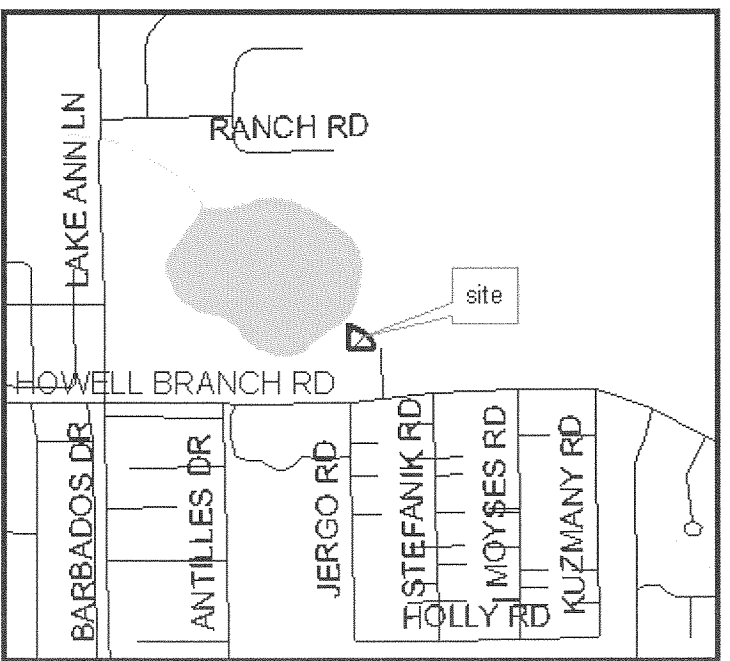 LAKE ANN LN
RANCH RD
site
HOWELL BRANCH RD
BARBADOS DR
ANTILLES DR
JERGO RD
STEFANIK RD
MOYSES RD
KUZMANY RD
HOLLY RD